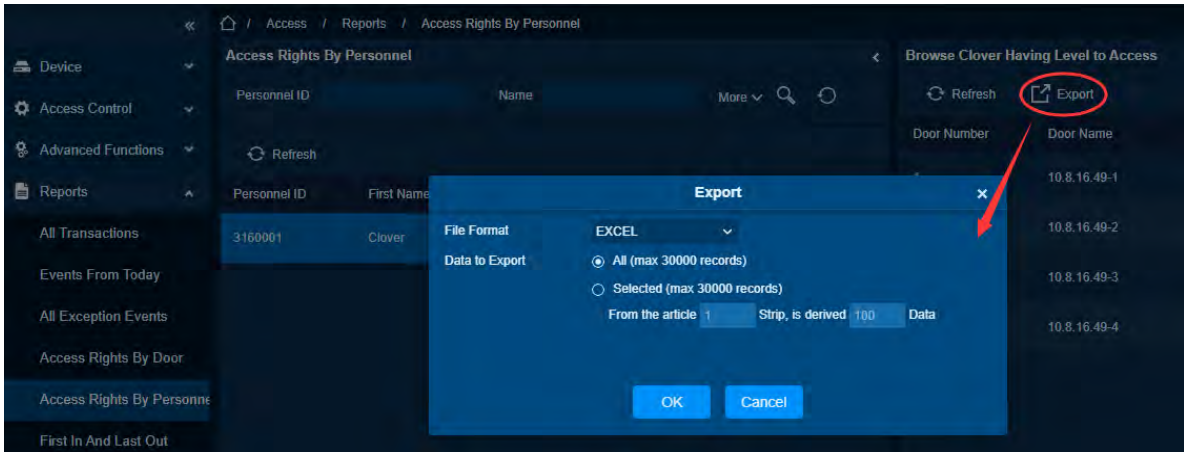 «
/ Access / Reports / Access Rights By Personnel
Device
Access Control
Advanced Functions
Reports
All Transactions
Events From Today
All Exception Events
Access Rights By Door
Access Rights By Personne
First In And Last Out
Access Rights By Personnel
Personnel ID Name More
Refresh
Personnel ID First Name
3160001 Clover
Browse Clover Having Level to Access
Refresh Export
Door Number Door Name
10.8.16.49-1
10.8.16.49-2
10.8.16.49-3
10.8.16.49-4
Export ×
File Format EXCEL
Data to Export All (max 30000 records)
Selected (max 30000 records)
From the article 1 Strip, is derived 100 Data
OK Cancel